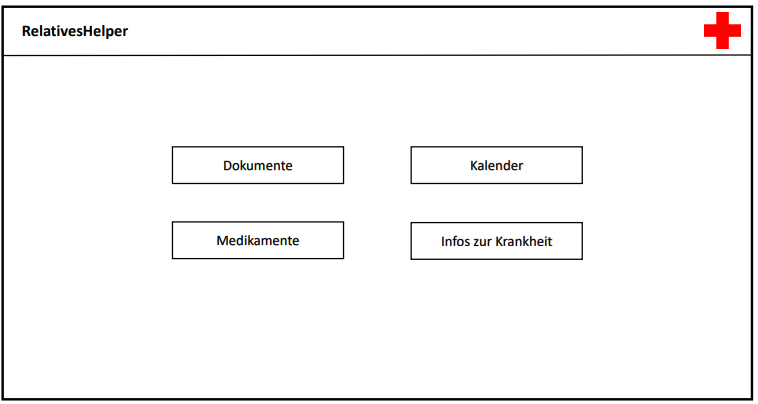 RelativesHelper
Dokumente
Kalender
Medikamente
Infos zur Krankheit